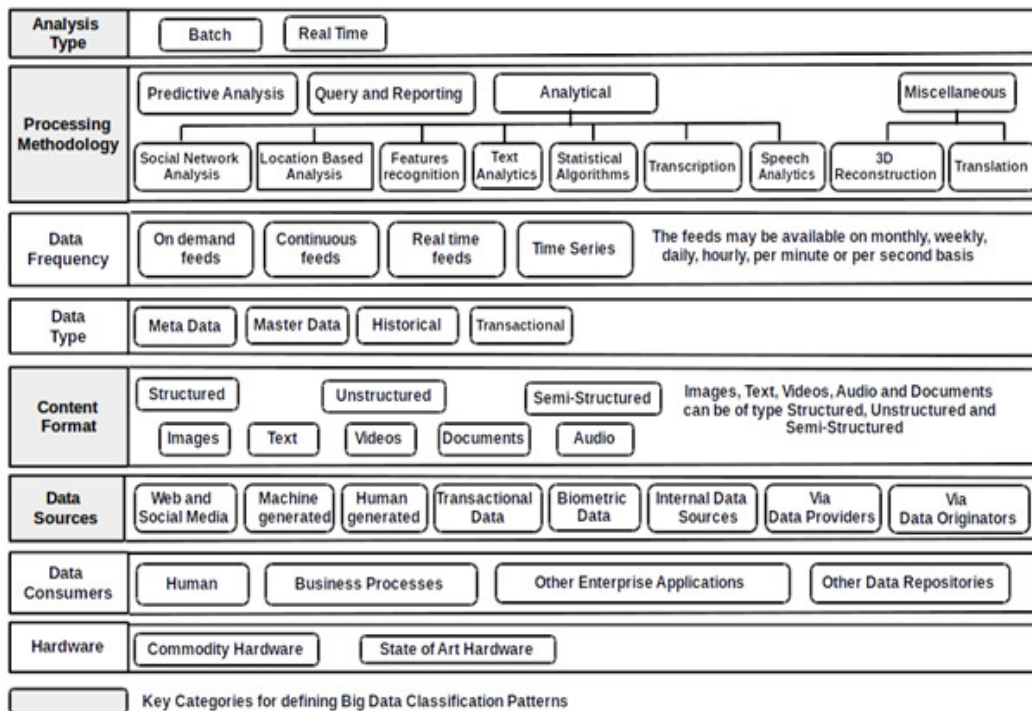 Analysis
Type
Batch
Real Time
Processing
Methodology
Predictive Analysis
Query and Reporting
Analytical
Miscellaneous
Social Network
Analysis
Location Based
Analysis
Features
recognition
Text
Analytics
Statistical
Algorithms
Transcription
Speech
Analytics
3D
Reconstruction
Translation
Data
Frequency
On demand
feeds
Continuous
feeds
Real time
feeds
Time Series
The feeds may be available on monthly, weekly,
daily, hourly, per minute or per second basis
Data
Type
Meta Data
Master Data
Historical
Transactional
Content
Format
Structured
Unstructured
Semi-Structured
Images
Text
Videos
Documents
Audio
Images, Text, Videos, Audio and Documents
can be of type Structured, Unstructured and
Semi-Structured
Data
Sources
Web and
Social Media
Machine
generated
Human
generated
Transactional
Data
Biometric
Data
Internal Data
Sources
Via
Data Providers
Via
Data Originators
Data
Consumers
Human
Business Processes
Other Enterprise Applications
Other Data Repositories
Hardware
Commodity Hardware
State of Art Hardware
Key Categories for defining Big Data Classification Patterns